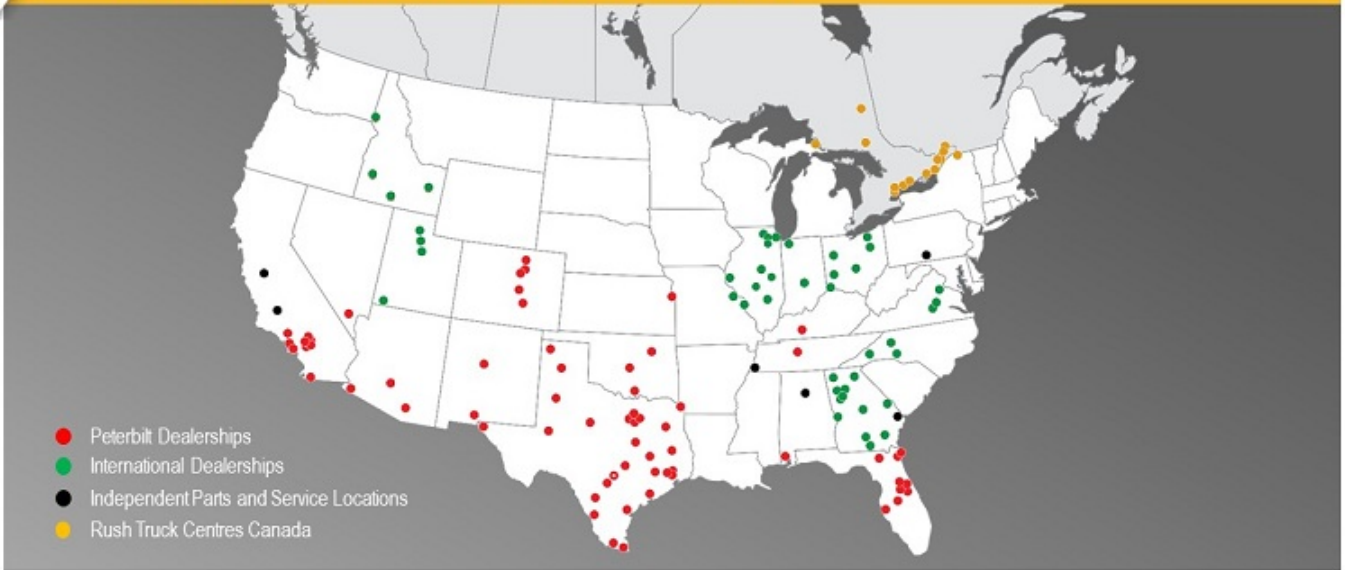 Peterbilt Dealerships
International Dealerships
Independent Parts and Service Locations
Rush Truck Centres Canada